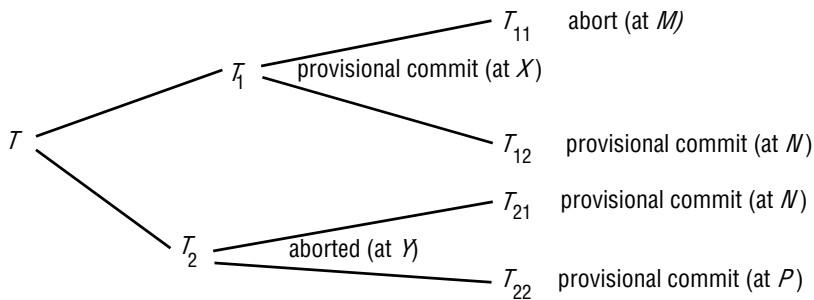 T₁₁ abort (at M)
T₁ provisional commit (at X)
T
T₁₂ provisional commit (at N)
T₂₁ provisional commit (at N)
T₂ aborted (at Y)
T₂₂ provisional commit (at P)